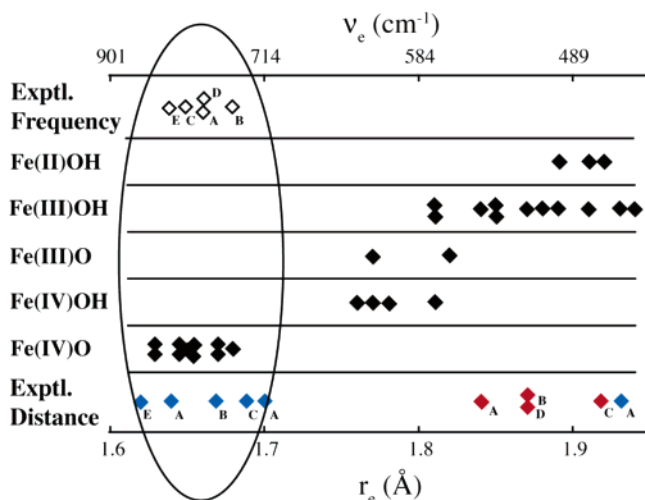 νe (cm-1)
901 714 584 489
Exptl.
Frequency
E C D A B
Fe(II)OH
Fe(III)OH
Fe(III)O
Fe(IV)OH
Fe(IV)O
Exptl.
Distance
E A B C A A B D C A
1.6 1.7 1.8 1.9
re (Å)